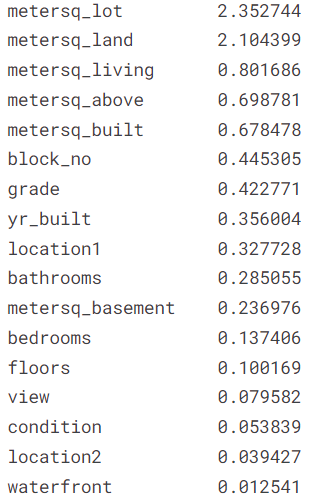 metersq_lot 2.352744
metersq_land 2.104399
metersq_living 0.801686
metersq_above 0.698781
metersq_built 0.678478
block_no 0.445305
grade 0.422771
yr_built 0.356004
location1 0.327728
bathrooms 0.285055
metersq_basement 0.236976
bedrooms 0.137406
floors 0.100169
view 0.079582
condition 0.053839
location2 0.039427
waterfront 0.012541